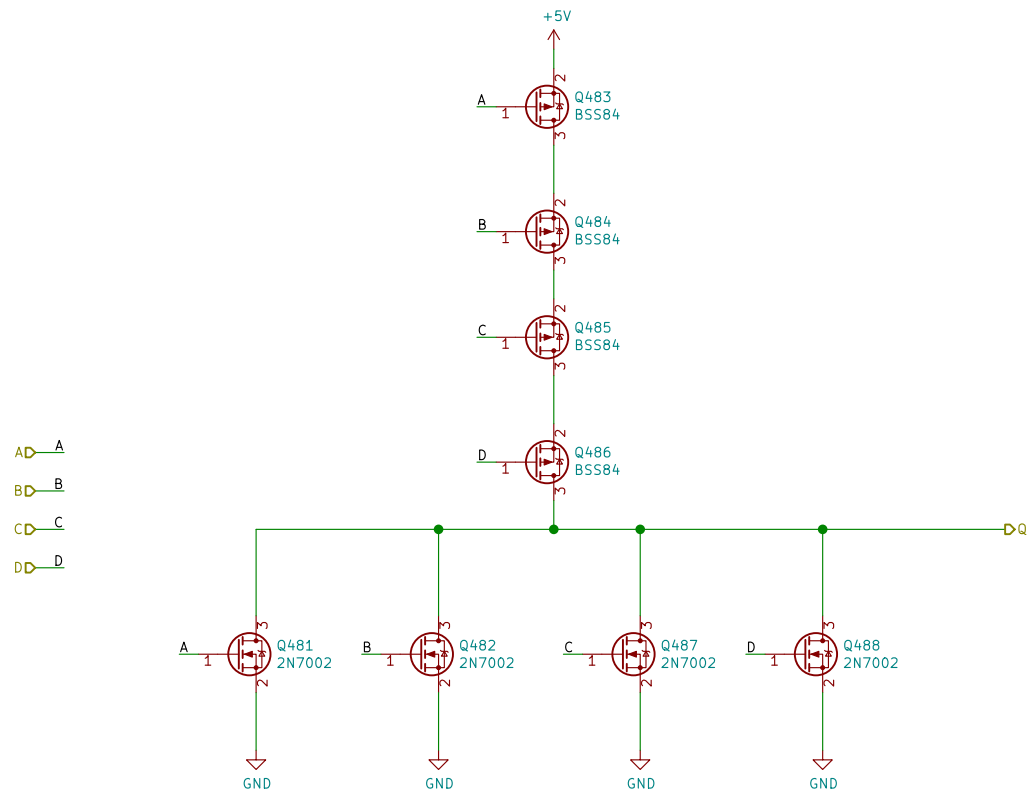 +5V
2
A
1
Q483
BSS84
3
2
B
1
Q484
BSS84
3
2
C
1
Q485
BSS84
3
2
D
1
Q486
BSS84
3
A A
B B
C C
D D
Q
3
A
1
Q481
2N7002
2
GND
3
B
1
Q482
2N7002
2
GND
3
C
1
Q487
2N7002
2
GND
3
D
1
Q488
2N7002
2
GND